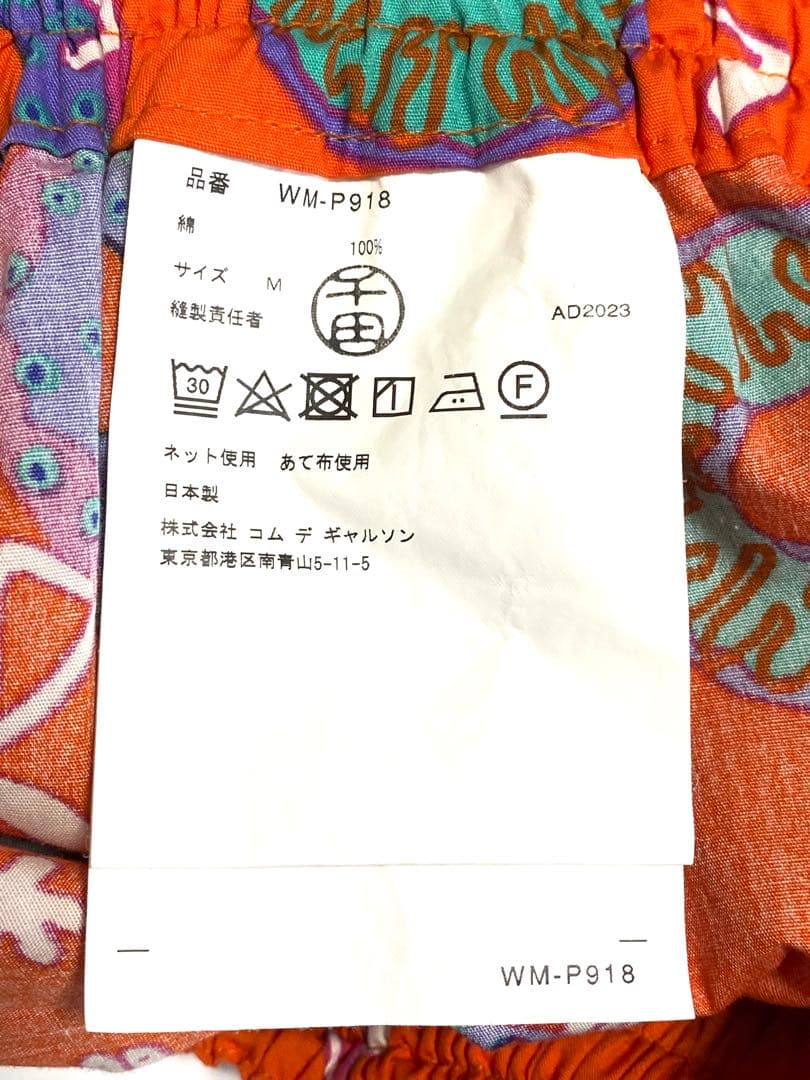 品番 WM-P918
綿
100%
サイズ M
縫製責任者 千田 AD2023
30 F
ネット使用 あて布使用
日本製
株式会社 コム デ ギャルソン
東京都港区南青山5-11-5
WM-P918